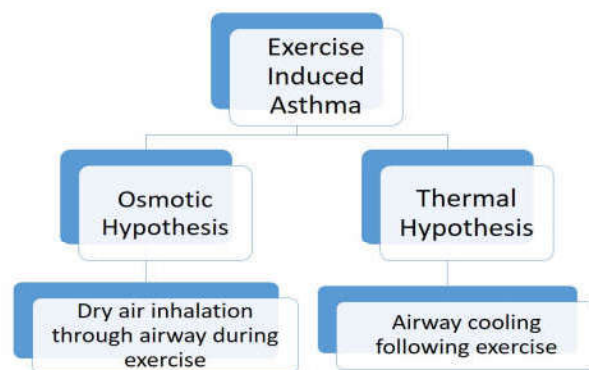 Exercise
Induced
Asthma
Osmotic
Hypothesis
Thermal
Hypothesis
Dry air inhalation
through airway during
exercise
Airway cooling
following exercise